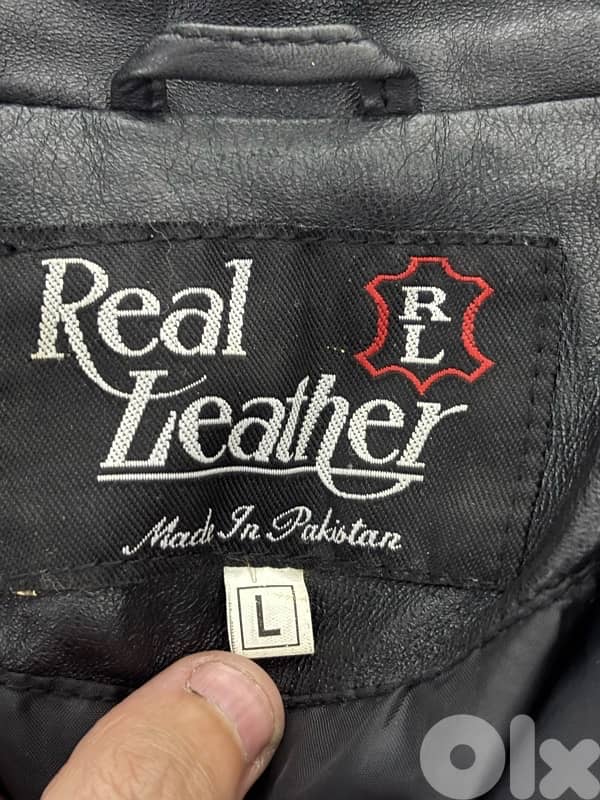 Real
RL
Leather
Made In Pakistan
L
Olx